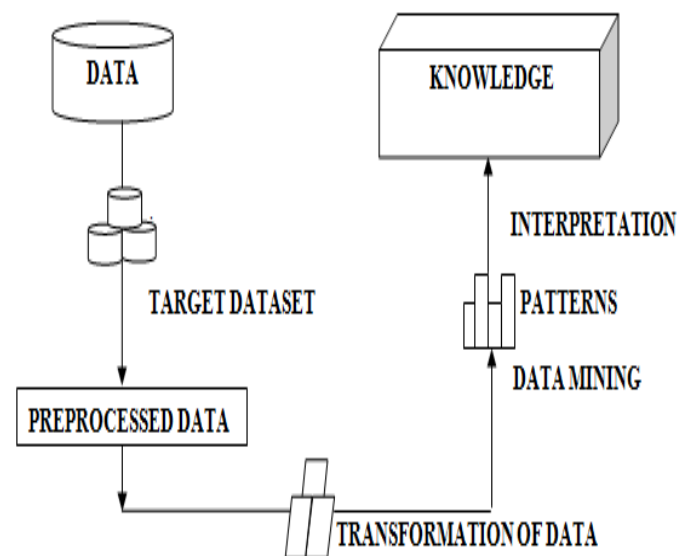 DATA
KNOWLEDGE
INTERPRETATION
TARGET DATASET
PATTERNS
DATA MINING
PREPROCESSED DATA
TRANSFORMATION OF DATA